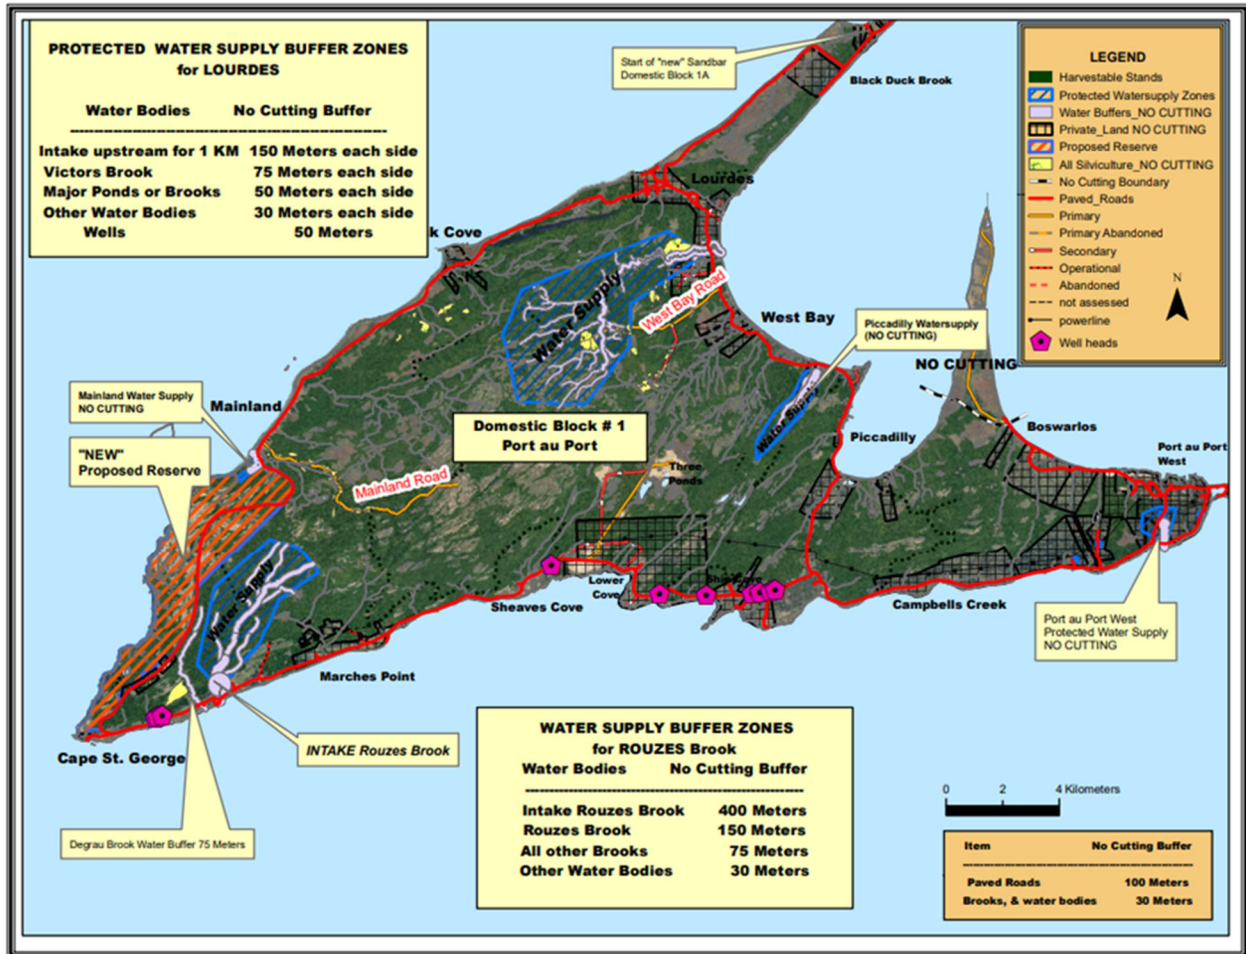 PROTECTED WATER SUPPLY BUFFER ZONES
for LOURDES
Water Bodies No Cutting Buffer
Intake upstream for 1 KM 150 Meters each side
Victors Brook 75 Meters each side
Major Ponds or Brooks 50 Meters each side
Other Water Bodies 30 Meters each side
Wells 50 Meters
Start of "new" Sandbar
Domestic Block 1A
Black Duck Brook
LEGEND
Harvestable Stands
Protected Watersupply Zones
Water Buffers_NO CUTTING
Private_Land NO CUTTING
Proposed Reserve
All Silviculture_NO CUTTING
No Cutting Boundary
Paved_Roads
Primary
Primary Abandoned
Secondary
Operational
Abandoned
not assessed
powerline
Well heads
N
Lourdes
k Cove
Water Supply
West Bay Road
West Bay
Piccadilly Watersupply
(NO CUTTING)
NO CUTTING
Mainland Water Supply
NO CUTTING
Mainland
Domestic Block # 1
Port au Port
Water Supply
Piccadilly
Boswarlos
Port au Port
West
"NEW"
Proposed Reserve
Mainland Road
Three
Ponds
Water Supply
Sheaves Cove
Lower
Cove
Ship Cove
Campbells Creek
Marches Point
Port au Port West
Protected Water Supply
NO CUTTING
Cape St. George
INTAKE Rouzes Brook
Degrau Brook Water Buffer 75 Meters
WATER SUPPLY BUFFER ZONES
for ROUZES Brook
Water Bodies No Cutting Buffer
Intake Rouzes Brook 400 Meters
Rouzes Brook 150 Meters
All other Brooks 75 Meters
Other Water Bodies 30 Meters
0 2 4 Kilometers
Item No Cutting Buffer
Paved Roads 100 Meters
Brooks, & water bodies 30 Meters